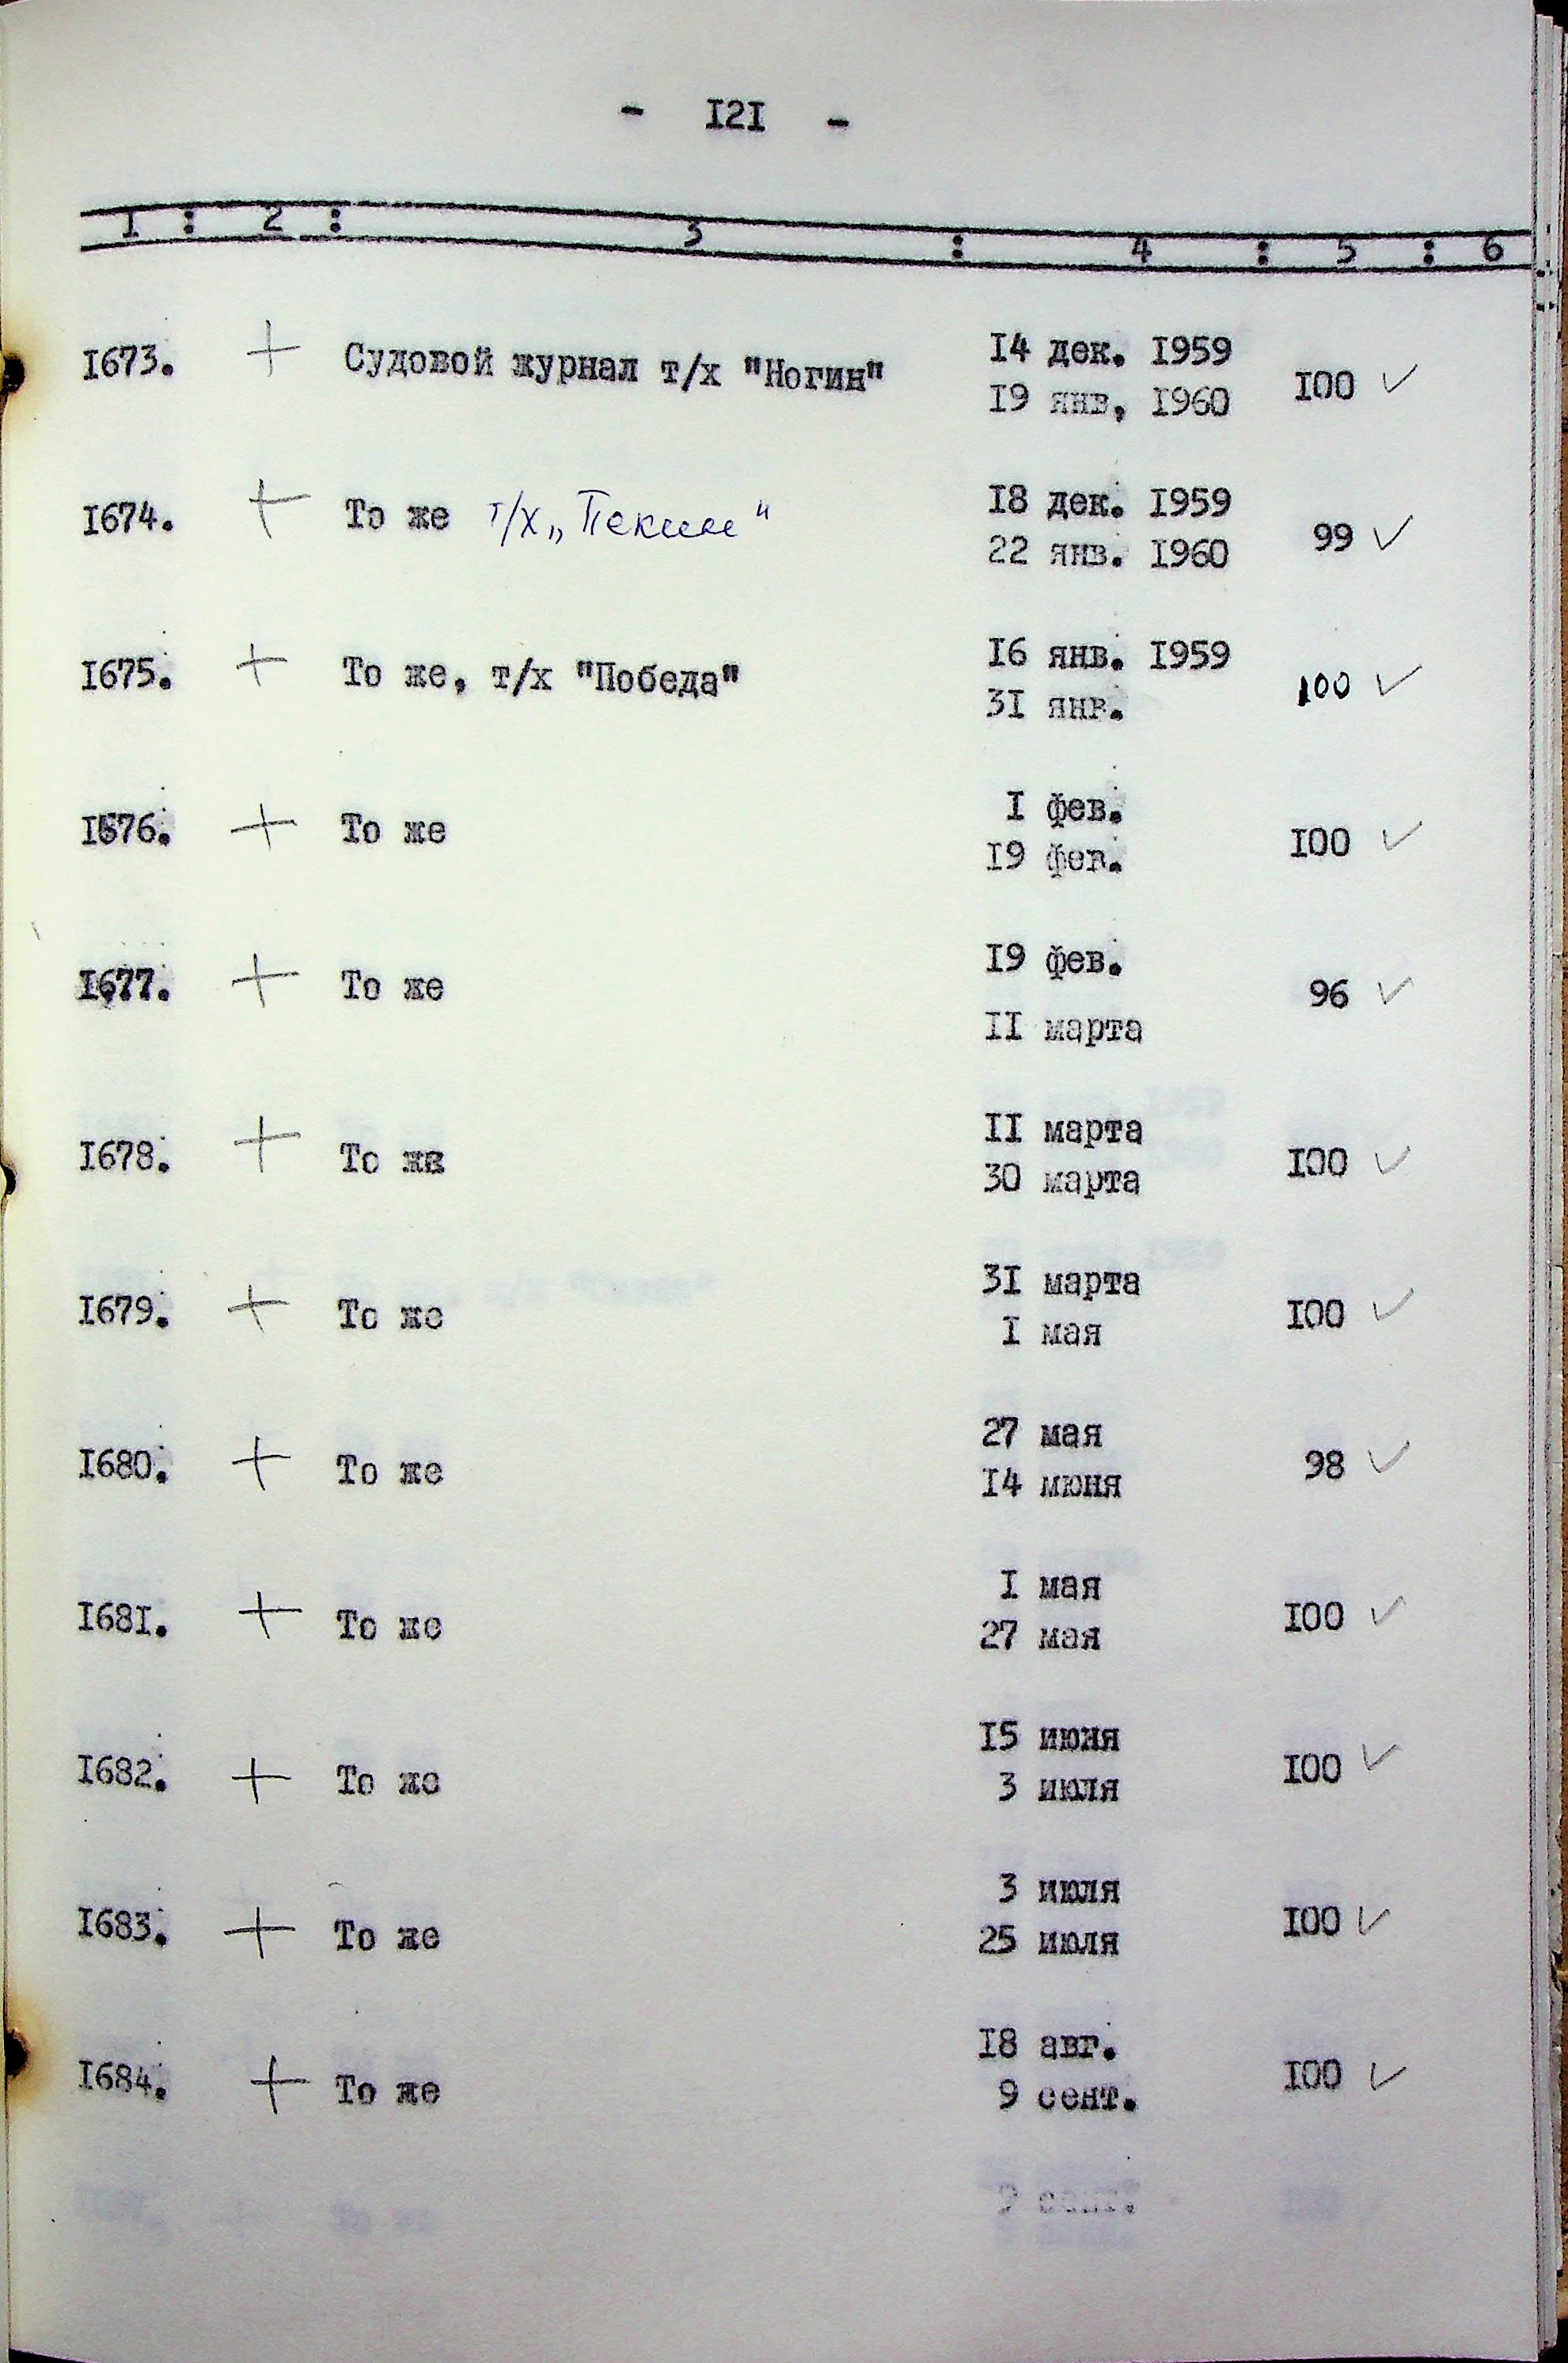 - I2I -
1 : 2 : 3 : 4 : 5 : 6
I673. + Судовой журнал т/х "Ногин" I4 дек. I959
I9 янв, I960 I00 ✓
I674. + То же т/х „Пекин" I8 дек. I959
22 янв. I960 99 ✓
I675. + То же, т/х "Победа" I6 янв. I959
3I янв. 100 ✓
I676. + То же I фев.
I9 фев. I00 ✓
I677. + То же I9 фев.
II марта 96 ✓
I678. + То же II марта
30 марта I00 ✓
I679. + То же 3I марта
I мая I00 ✓
I680. + То же 27 мая
I4 июня 98 ✓
I68I. + То же I мая
27 мая I00 ✓
I682. + То же I5 июня
3 июля I00 ✓
I683. + То же 3 июля
25 июля I00 ✓
I684. + То же I8 авг.
9 сент. I00 ✓
9 сент.